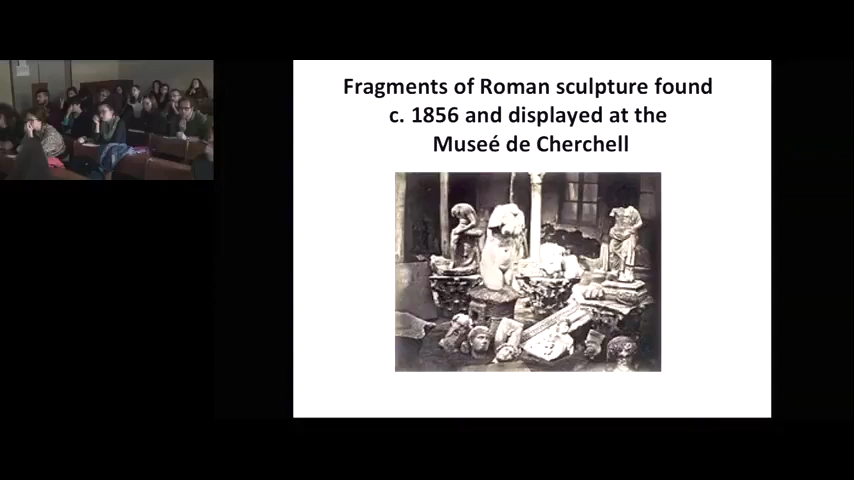 Fragments of Roman sculpture found
c. 1856 and displayed at the
Museé de Cherchell